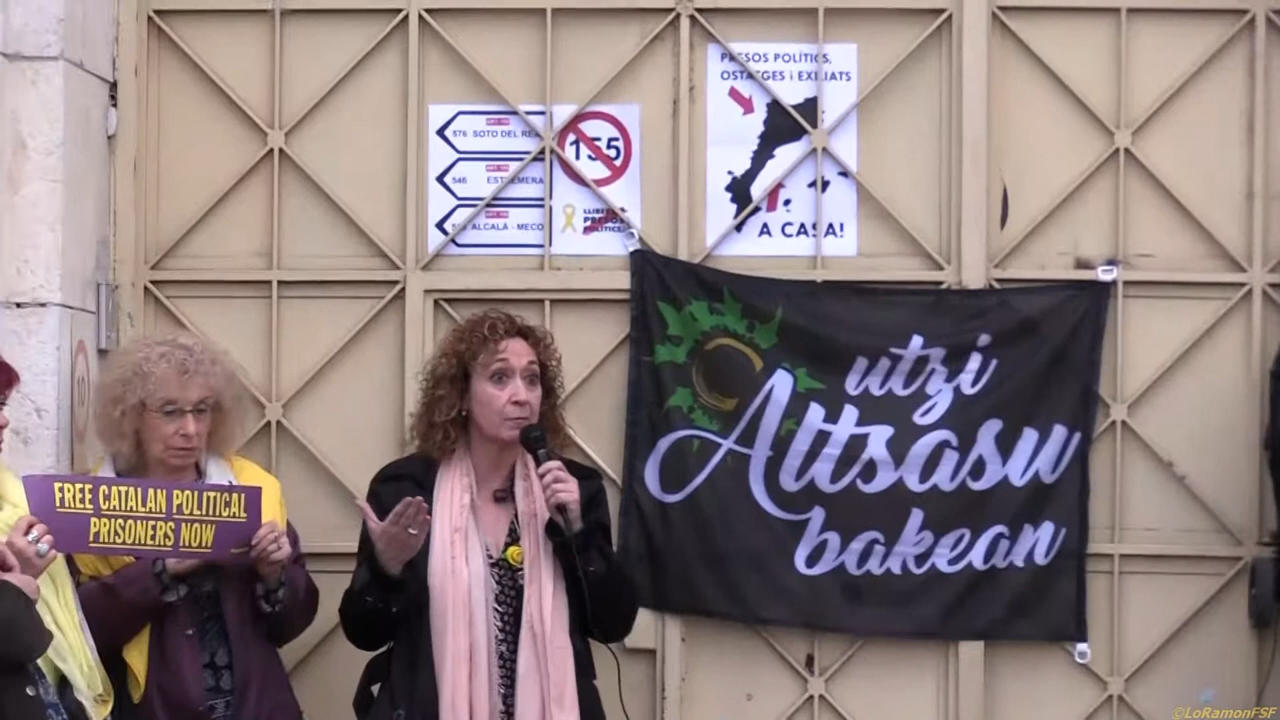 PRESOS POLÍTICS,
OSTATGES i EXILIATS
A CASA!
576 SOTO DEL REAL
546 ESTREMERA
ALCALÁ - MECO
155
LLIBERTAT
PRESOS
POLÍTICS
utzi
Altsasu
bakean
FREE CATALAN POLITICAL
PRISONERS NOW
10
©LoRamonFSF